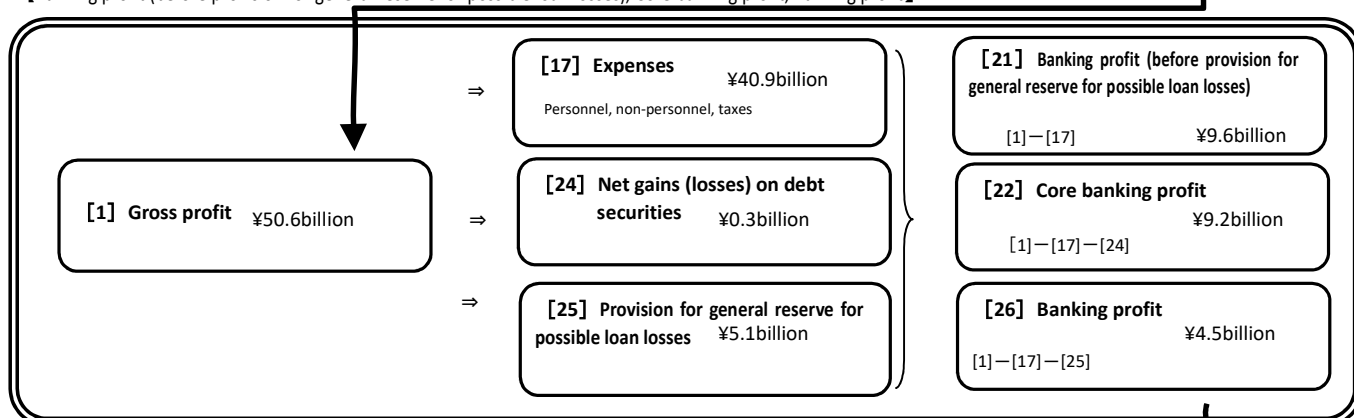 [17] Expenses
¥40.9billion
Personnel, non-personnel, taxes
[21] Banking profit (before provision for
general reserve for possible loan losses)
[1]－[17] ¥9.6billion
⇒
[1] Gross profit ¥50.6billion
⇒
[24] Net gains (losses) on debt
securities ¥0.3billion
[22] Core banking profit
¥9.2billion
[1]－[17]－[24]
⇒
[25] Provision for general reserve for
possible loan losses ¥5.1billion
[26] Banking profit
¥4.5billion
[1]－[17]－[25]